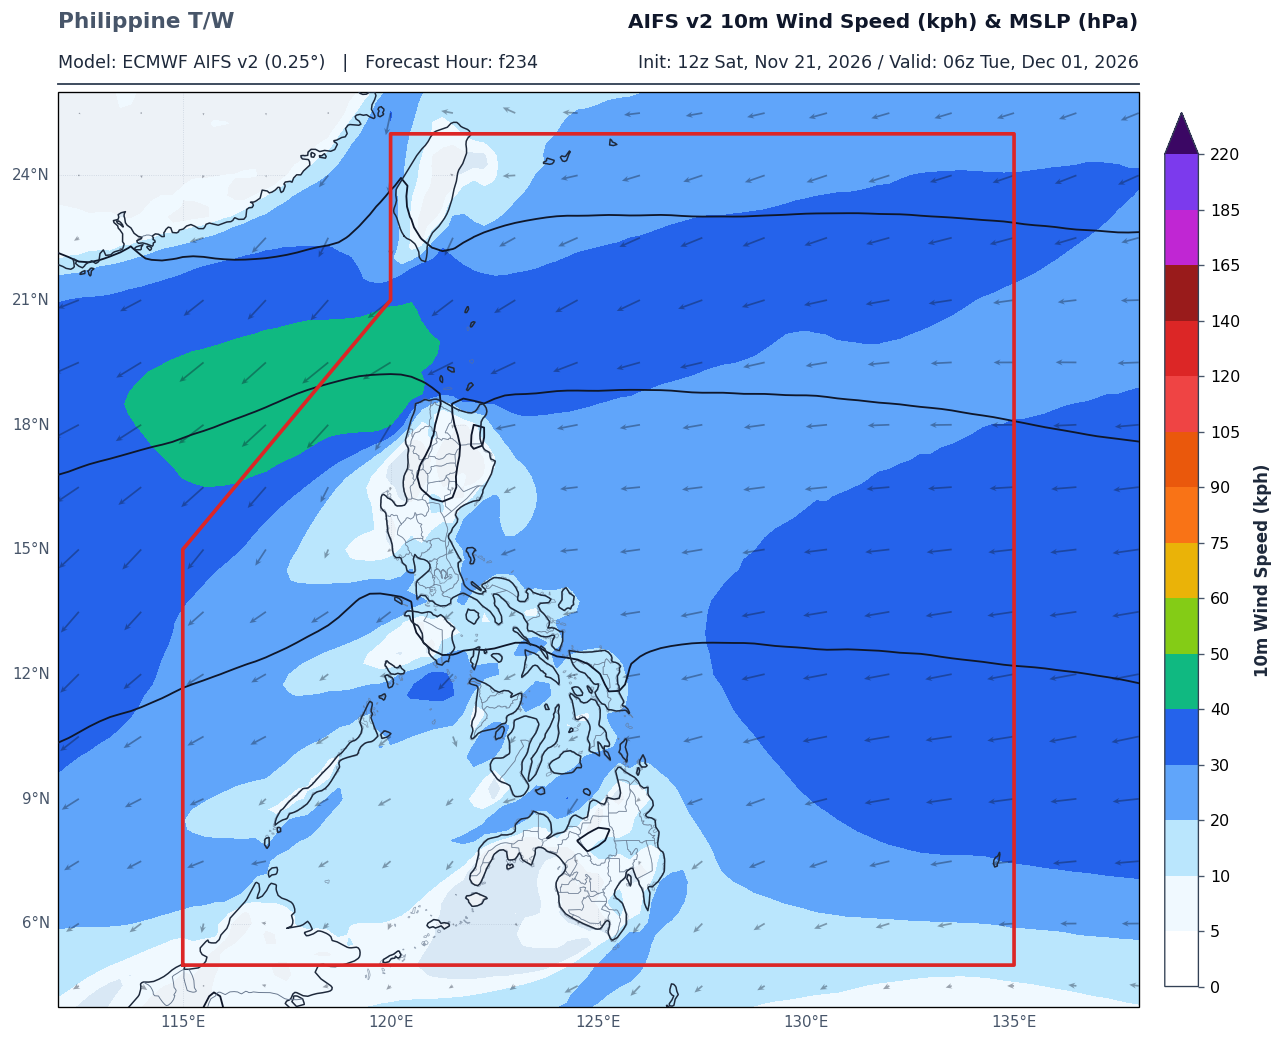 Philippine T/W
AIFS v2 10m Wind Speed (kph) & MSLP (hPa)
Model: ECMWF AIFS v2 (0.25°)   |   Forecast Hour: f234
Init: 12z Sat, Nov 21, 2026 / Valid: 06z Tue, Dec 01, 2026
24°N
21°N
18°N
15°N
12°N
9°N
6°N
115°E
120°E
125°E
130°E
135°E
220
185
165
140
120
105
90
75
60
50
40
30
20
10
5
0
10m Wind Speed (kph)